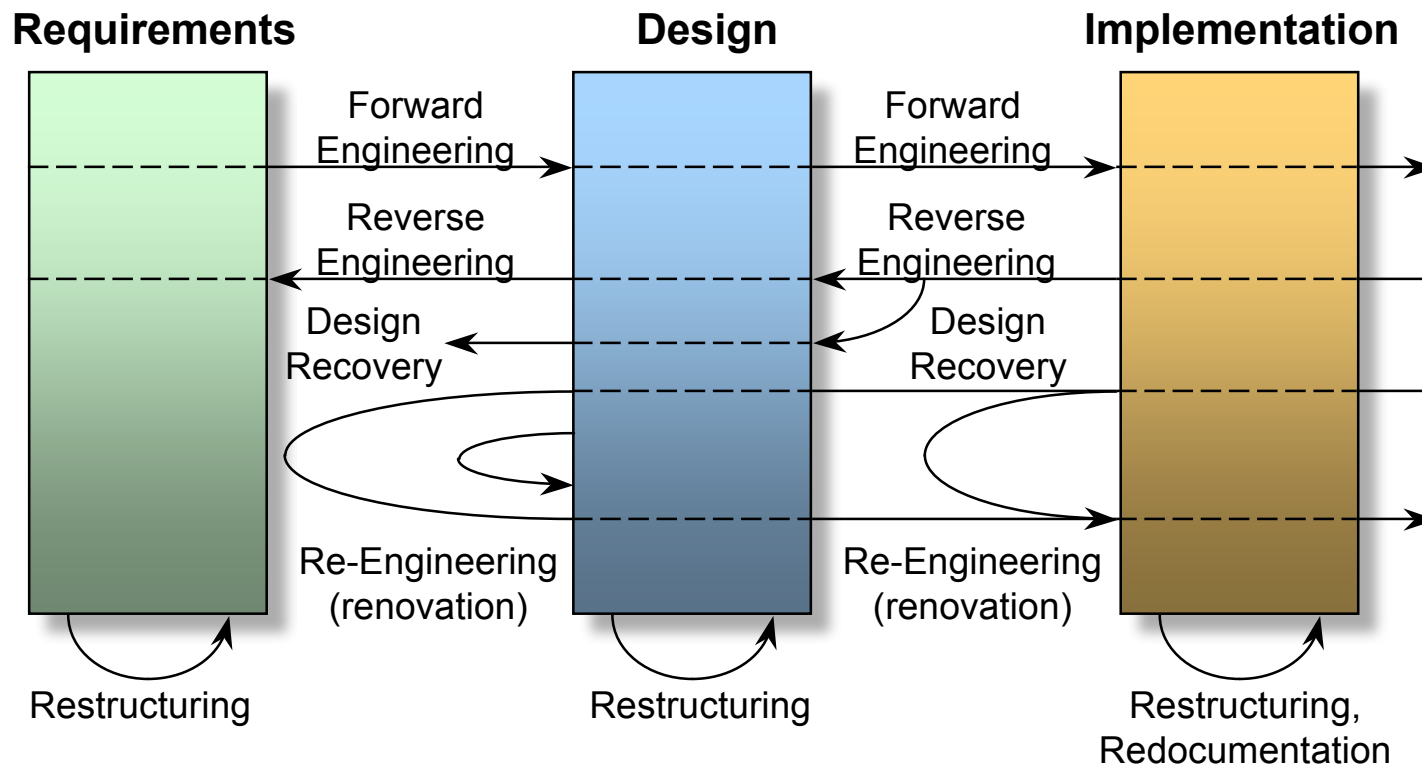 Requirements
Design
Implementation
Forward
Engineering
Forward
Engineering
Reverse
Engineering
Reverse
Engineering
Design
Recovery
Design
Recovery
Re-Engineering
(renovation)
Re-Engineering
(renovation)
Restructuring
Restructuring
Restructuring,
Redocumentation